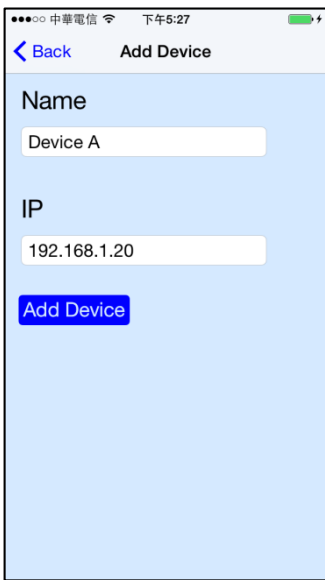 中華電信 下午5:27
Back Add Device
Name
Device A
IP
192.168.1.20
Add Device